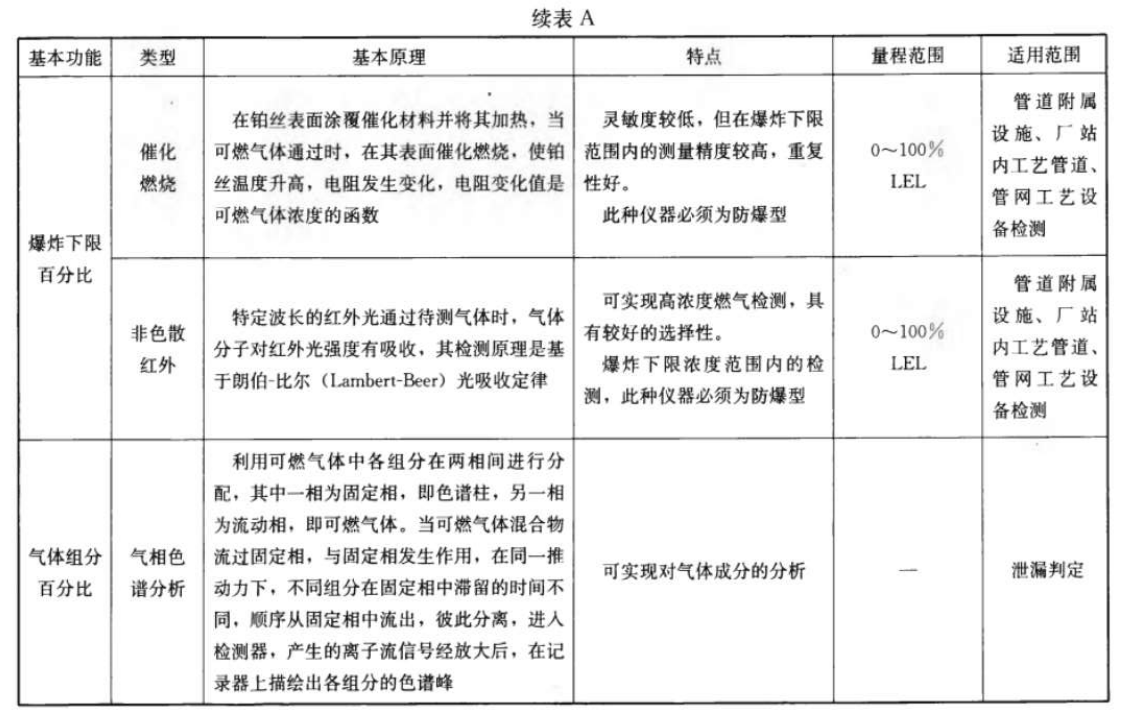 续表 A
基本功能 类型 基本原理 特点 量程范围 适用范围
爆炸下限
百分比
催化
燃烧
在铂丝表面涂覆催化材料并将其加热，当
可燃气体通过时，在其表面催化燃烧，使铂
丝温度升高，电阻发生变化，电阻变化值是
可燃气体浓度的函数
灵敏度较低，但在爆炸下限
范围内的测量精度较高，重复
性好。
此种仪器必须为防爆型
0～100%
LEL
管道附属
设施、厂站
内工艺管道、
管网工艺设
备检测
非色散
红外
特定波长的红外光通过待测气体时，气体
分子对红外光强度有吸收，其检测原理是基
于朗伯-比尔（Lambert-Beer）光吸收定律
可实现高浓度燃气检测，具
有较好的选择性。
爆炸下限浓度范围内的检
测，此种仪器必须为防爆型
0～100%
LEL
管道附属
设施、厂站
内工艺管道、
管网工艺设
备检测
气体组分
百分比
气相色
谱分析
利用可燃气体中各组分在两相间进行分
配，其中一相为固定相，即色谱柱，另一相
为流动相，即可燃气体。当可燃气体混合物
流过固定相，与固定相发生作用，在同一推
动力下，不同组分在固定相中滞留的时间不
同，顺序从固定相中流出，彼此分离，进入
检测器，产生的离子流信号经放大后，在记
录器上描绘出各组分的色谱峰
可实现对气体成分的分析
—
泄漏判定